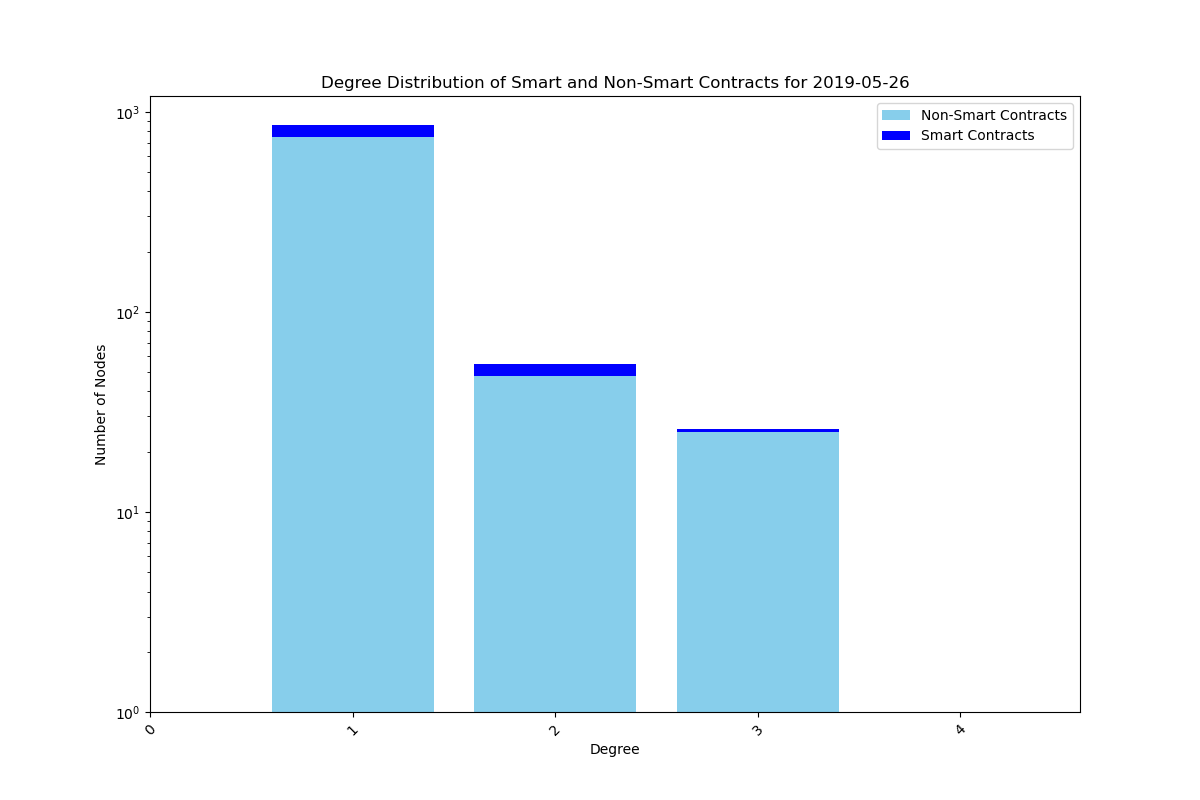 Degree Distribution of Smart and Non-Smart Contracts for 2019-05-26
Non-Smart Contracts
Smart Contracts
10³
10²
10¹
10⁰
Number of Nodes
0 1 2 3 4
Degree